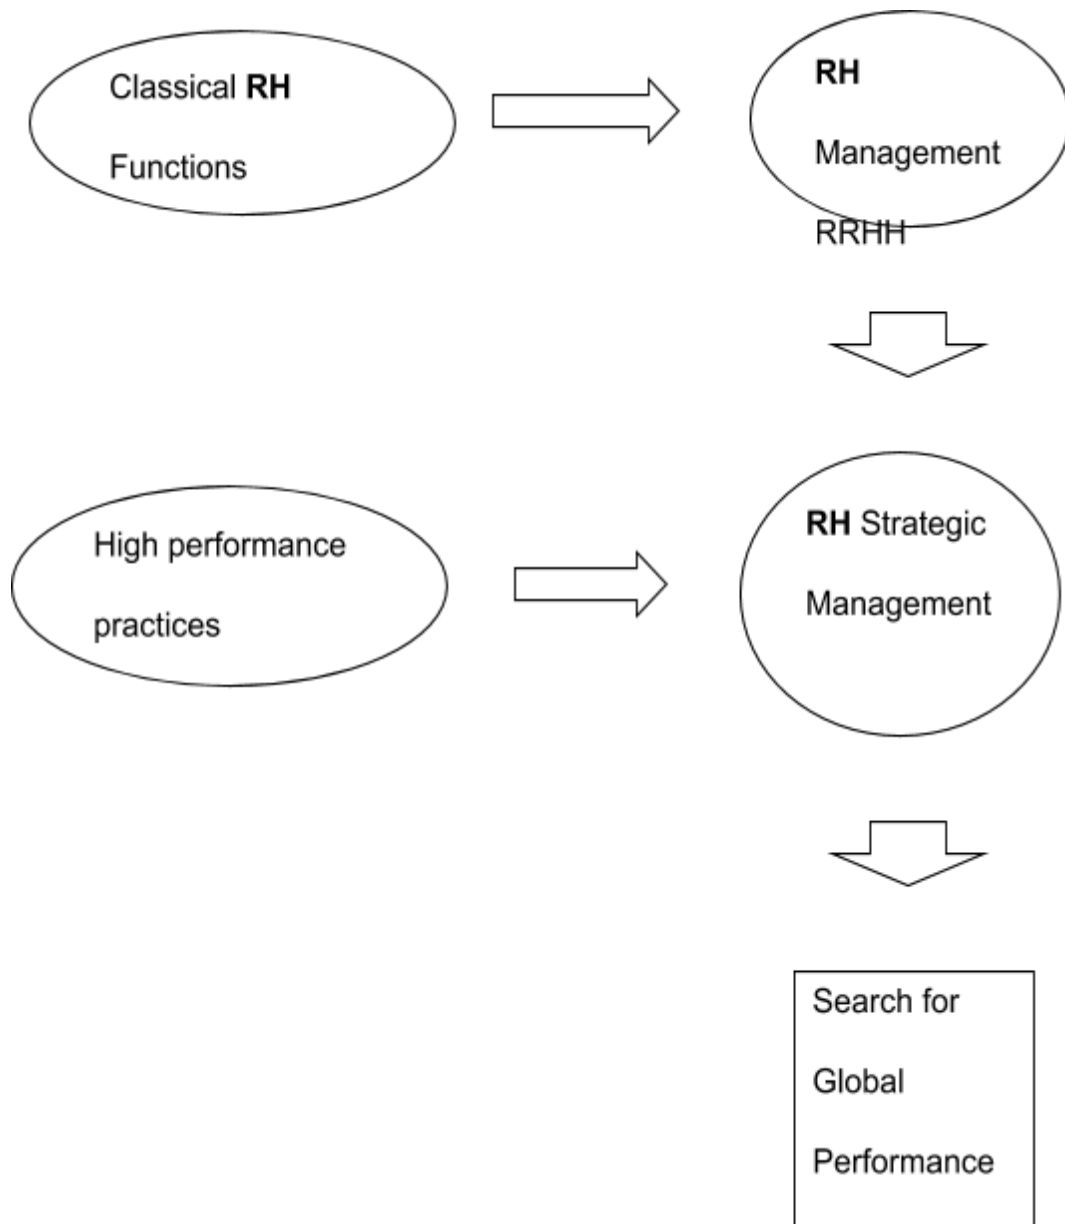 Classical RH
Functions
RH
Management
RRHH
High performance
practices
RH Strategic
Management
Search for
Global
Performance